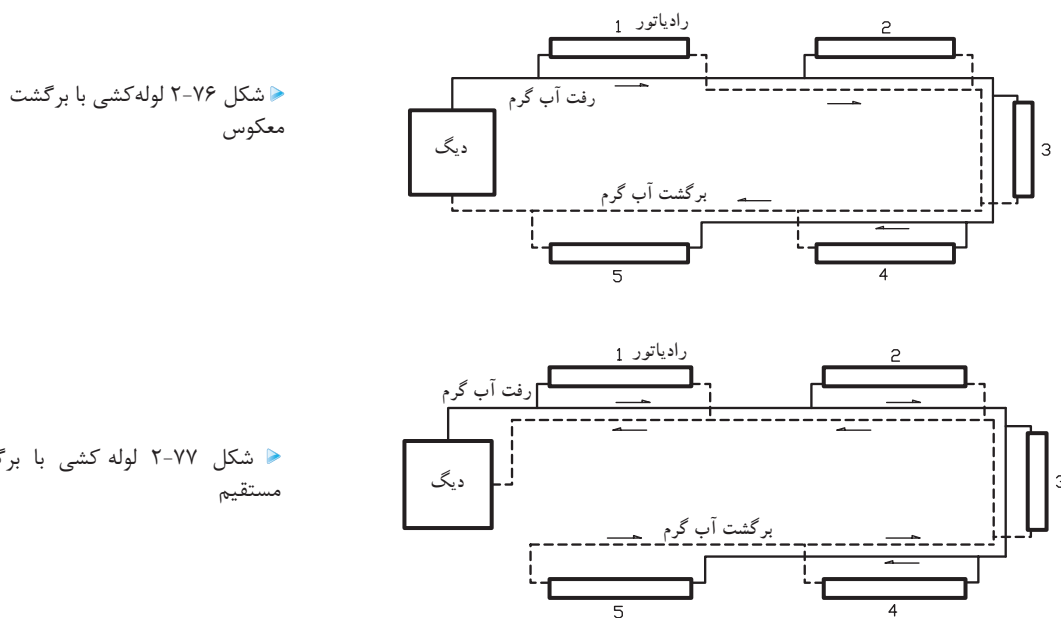 شکل ۷۶-۲ لوله‌کشی با برگشت
معکوس
رادیاتور 1
2
رفت آب گرم
دیگ
3
برگشت آب گرم
5
4
شکل ۷۷-۲ لوله کشی با
مستقیم
رادیاتور 1
2
رفت آب گرم
دیگ
3
برگشت آب گرم
5
4